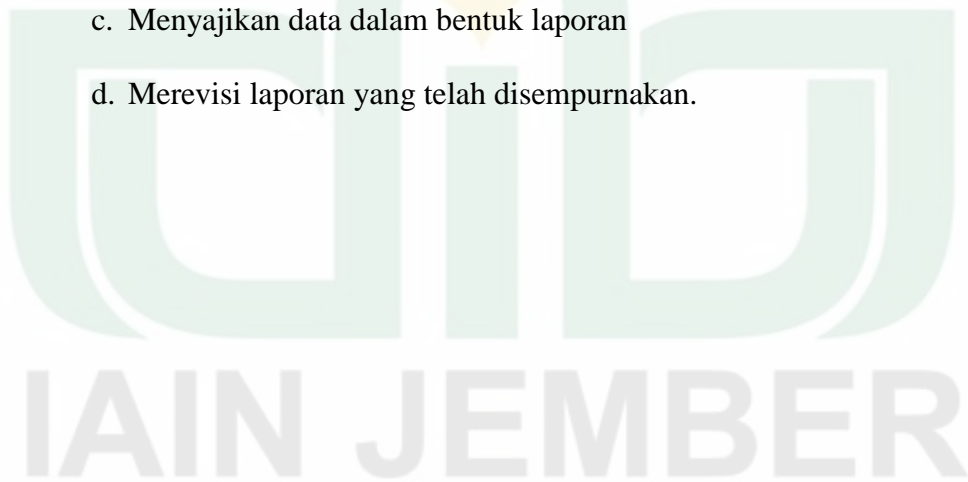 c. Menyajikan data dalam bentuk laporan
d. Merevisi laporan yang telah disempurnakan.
IAIN JEMBER